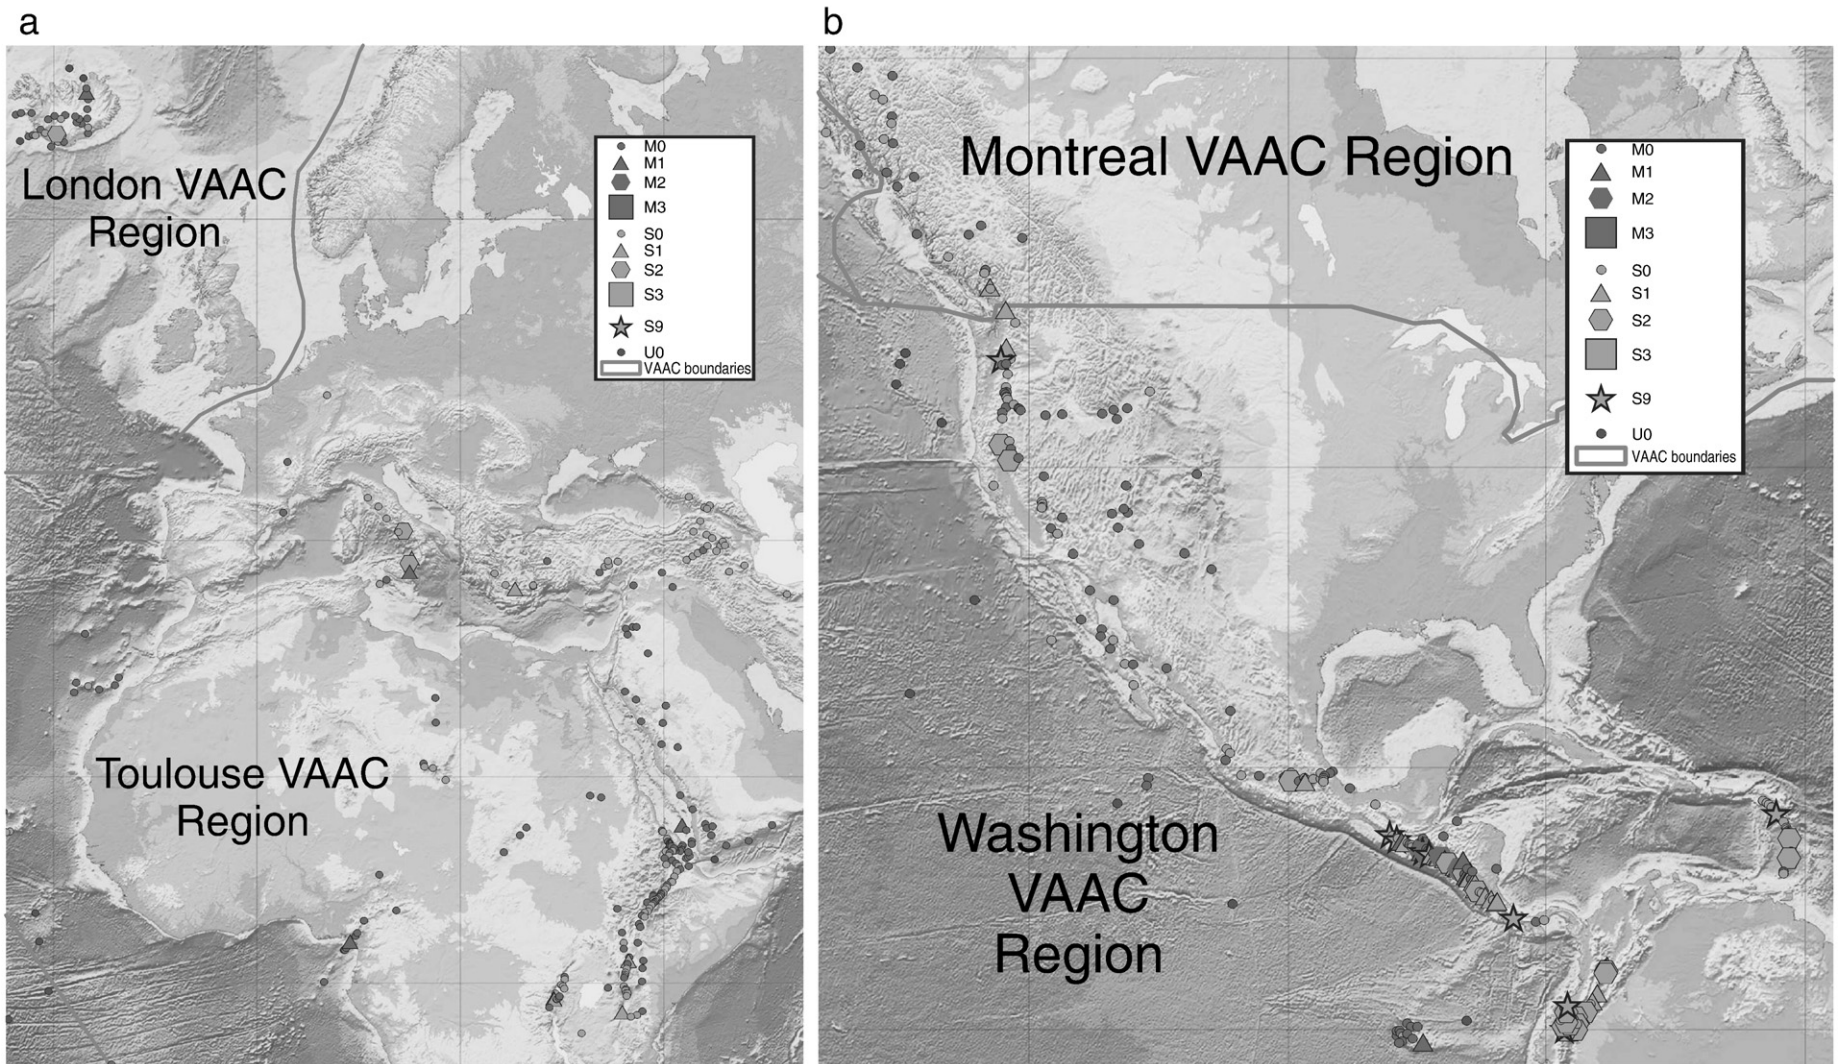 a
London VAAC
Region
M0
M1
M2
M3
S0
S1
S2
S3
S9
U0
VAAC boundaries
Toulouse VAAC
Region
b
Montreal VAAC Region
M0
M1
M2
M3
S0
S1
S2
S3
S9
U0
VAAC boundaries
Washington
VAAC
Region